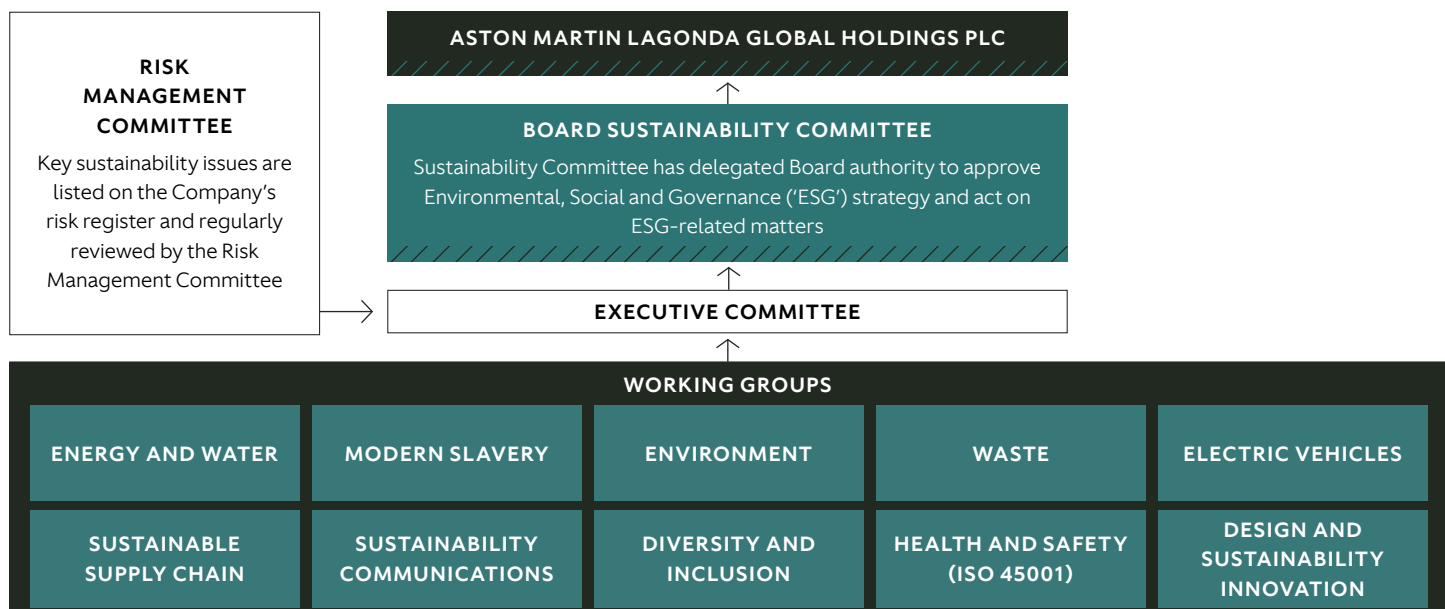 RISK
MANAGEMENT
COMMITTEE
Key sustainability issues are
listed on the Company’s
risk register and regularly
reviewed by the Risk
Management Committee
ASTON MARTIN LAGONDA GLOBAL HOLDINGS PLC
BOARD SUSTAINABILITY COMMITTEE
Sustainability Committee has delegated Board authority to approve
Environmental, Social and Governance (‘ESG’) strategy and act on
ESG-related matters
EXECUTIVE COMMITTEE
WORKING GROUPS
ENERGY AND WATER
MODERN SLAVERY
ENVIRONMENT
WASTE
ELECTRIC VEHICLES
SUSTAINABLE
SUPPLY CHAIN
SUSTAINABILITY
COMMUNICATIONS
DIVERSITY AND
INCLUSION
HEALTH AND SAFETY
(ISO 45001)
DESIGN AND
SUSTAINABILITY
INNOVATION